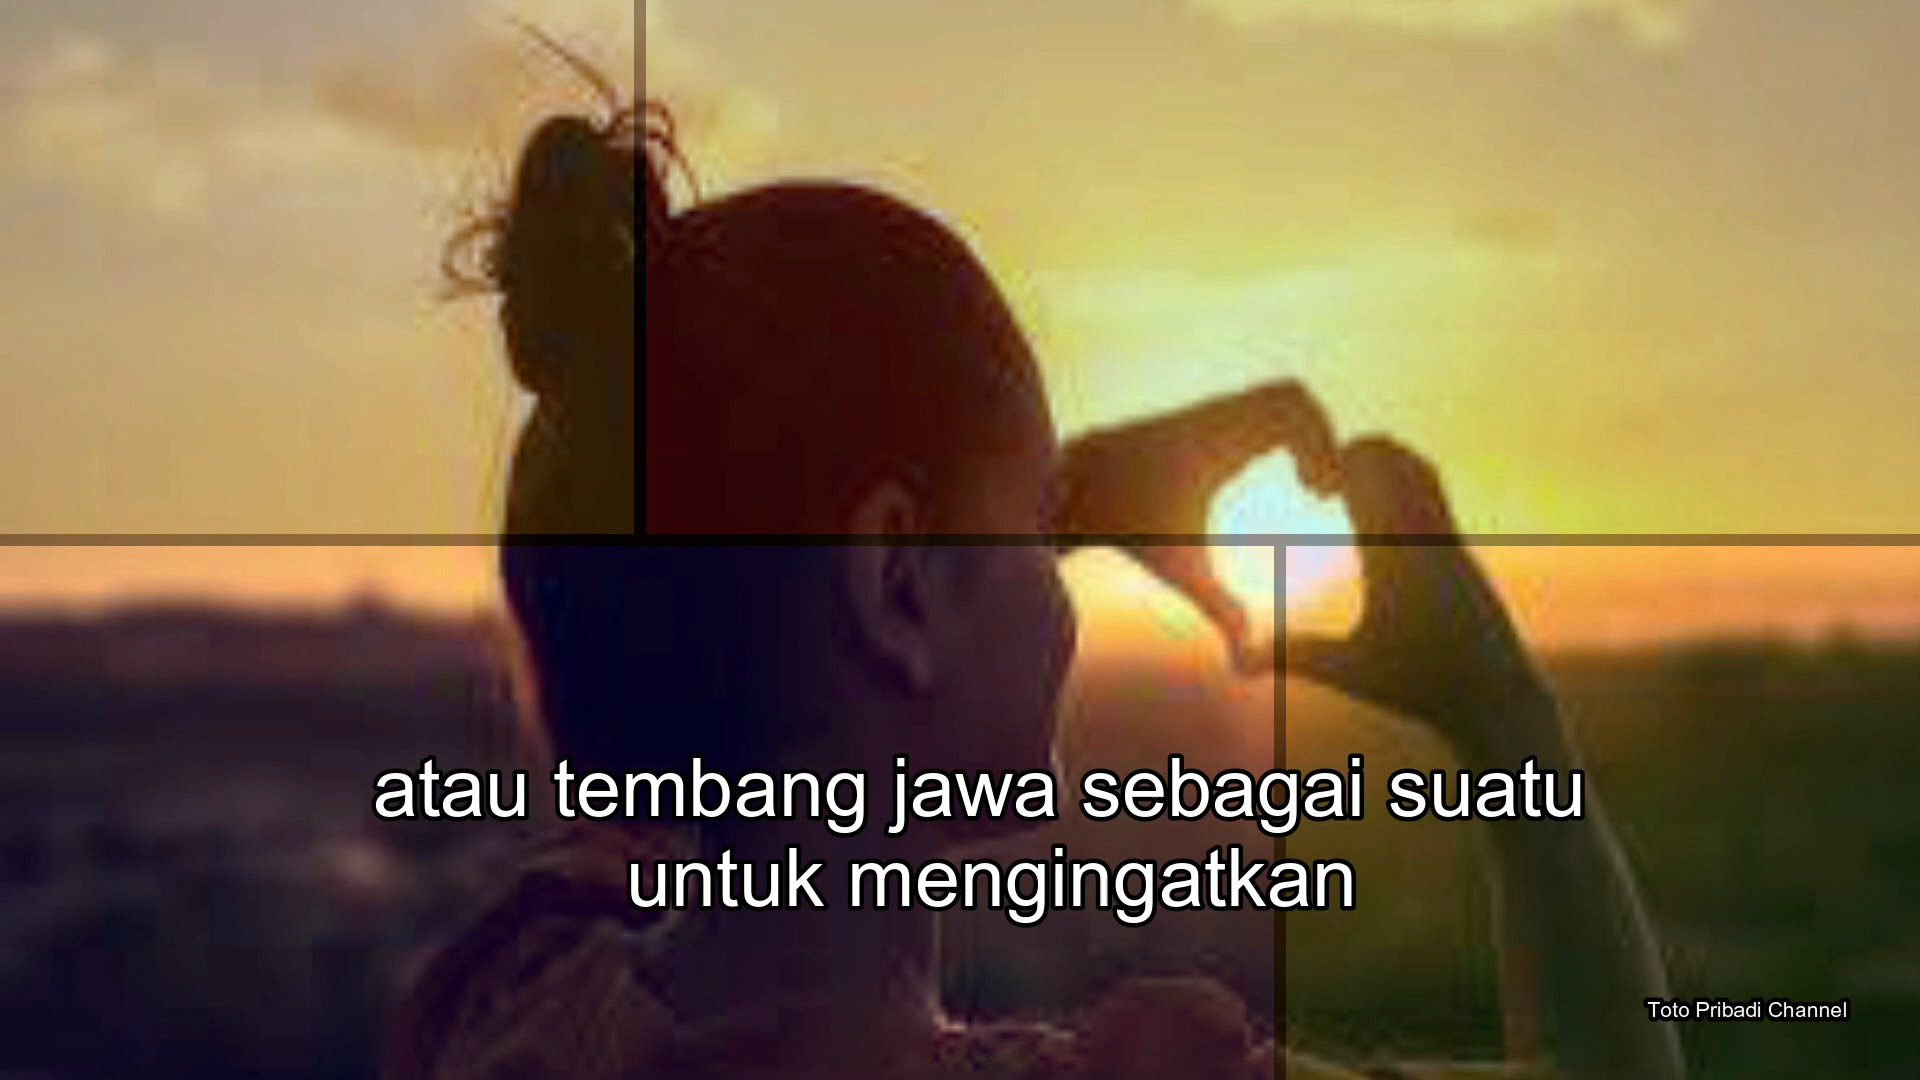 atau tembang jawa sebagai suatu
untuk mengingatkan
Toto Pribadi Channel